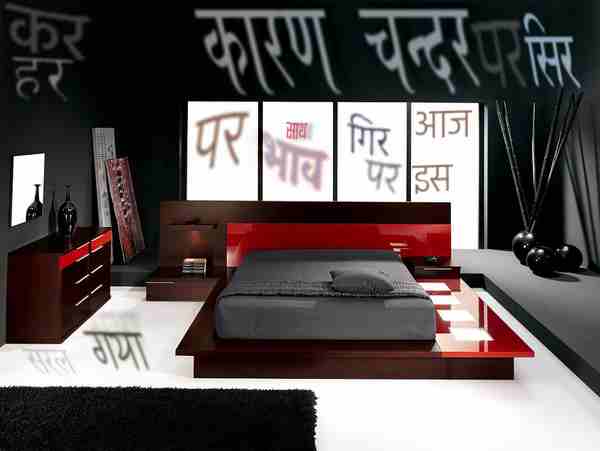 कर
हर
कारण चन्दर पर सिर
पर
साथ
भाव
गिर
पर
आज
इस
सरल गया